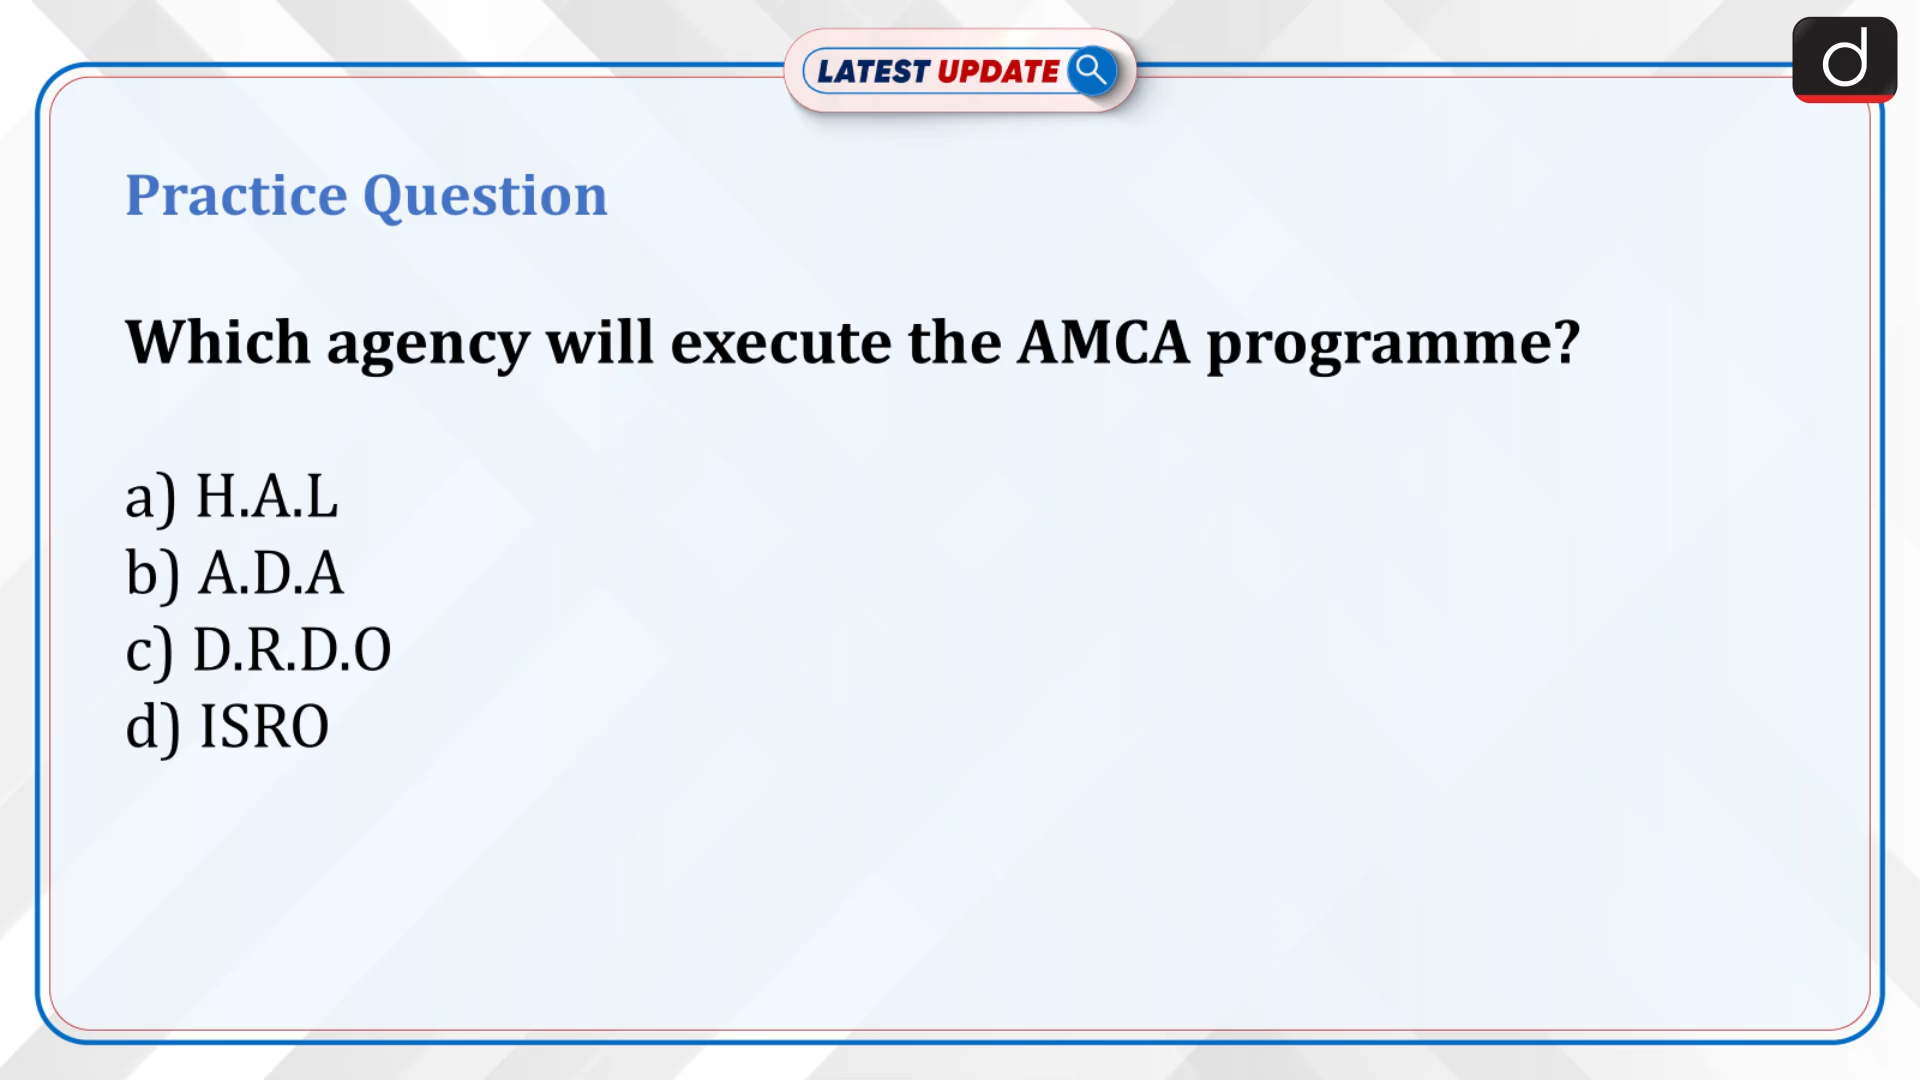 LATEST UPDATE
d
Practice Question
Which agency will execute the AMCA programme?
a) H.A.L
b) A.D.A
c) D.R.D.O
d) ISRO